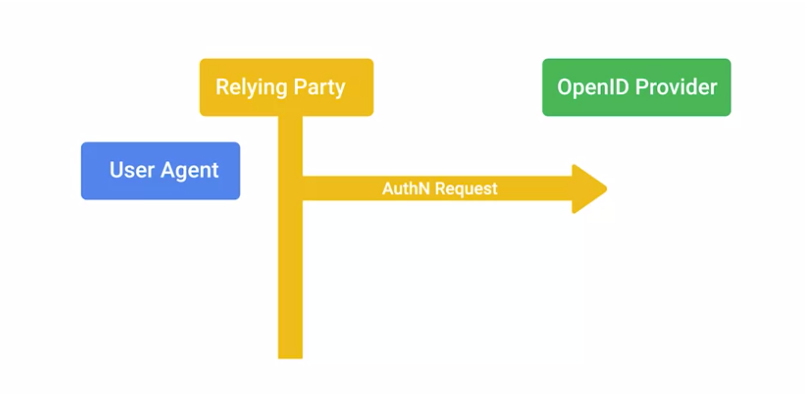 Relying Party
OpenID Provider
User Agent
AuthN Request